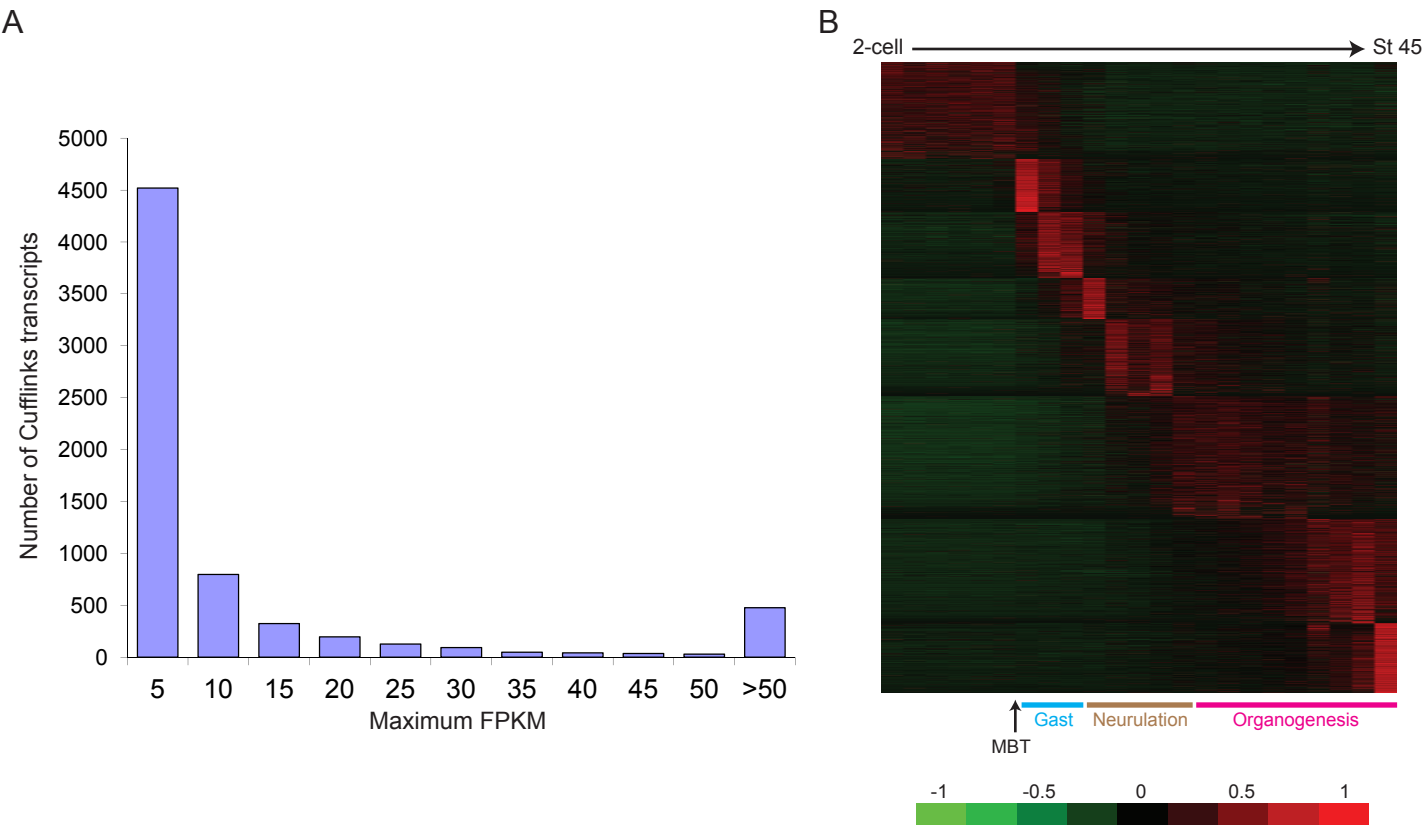 A
B
2-cell
St 45
5000
4500
4000
3500
3000
2500
2000
1500
1000
500
0
Number of Cufflinks transcripts
5 10 15 20 25 30 35 40 45 50 >50
Maximum FPKM
Gast Neurulation Organogenesis
MBT
-1 -0.5 0 0.5 1